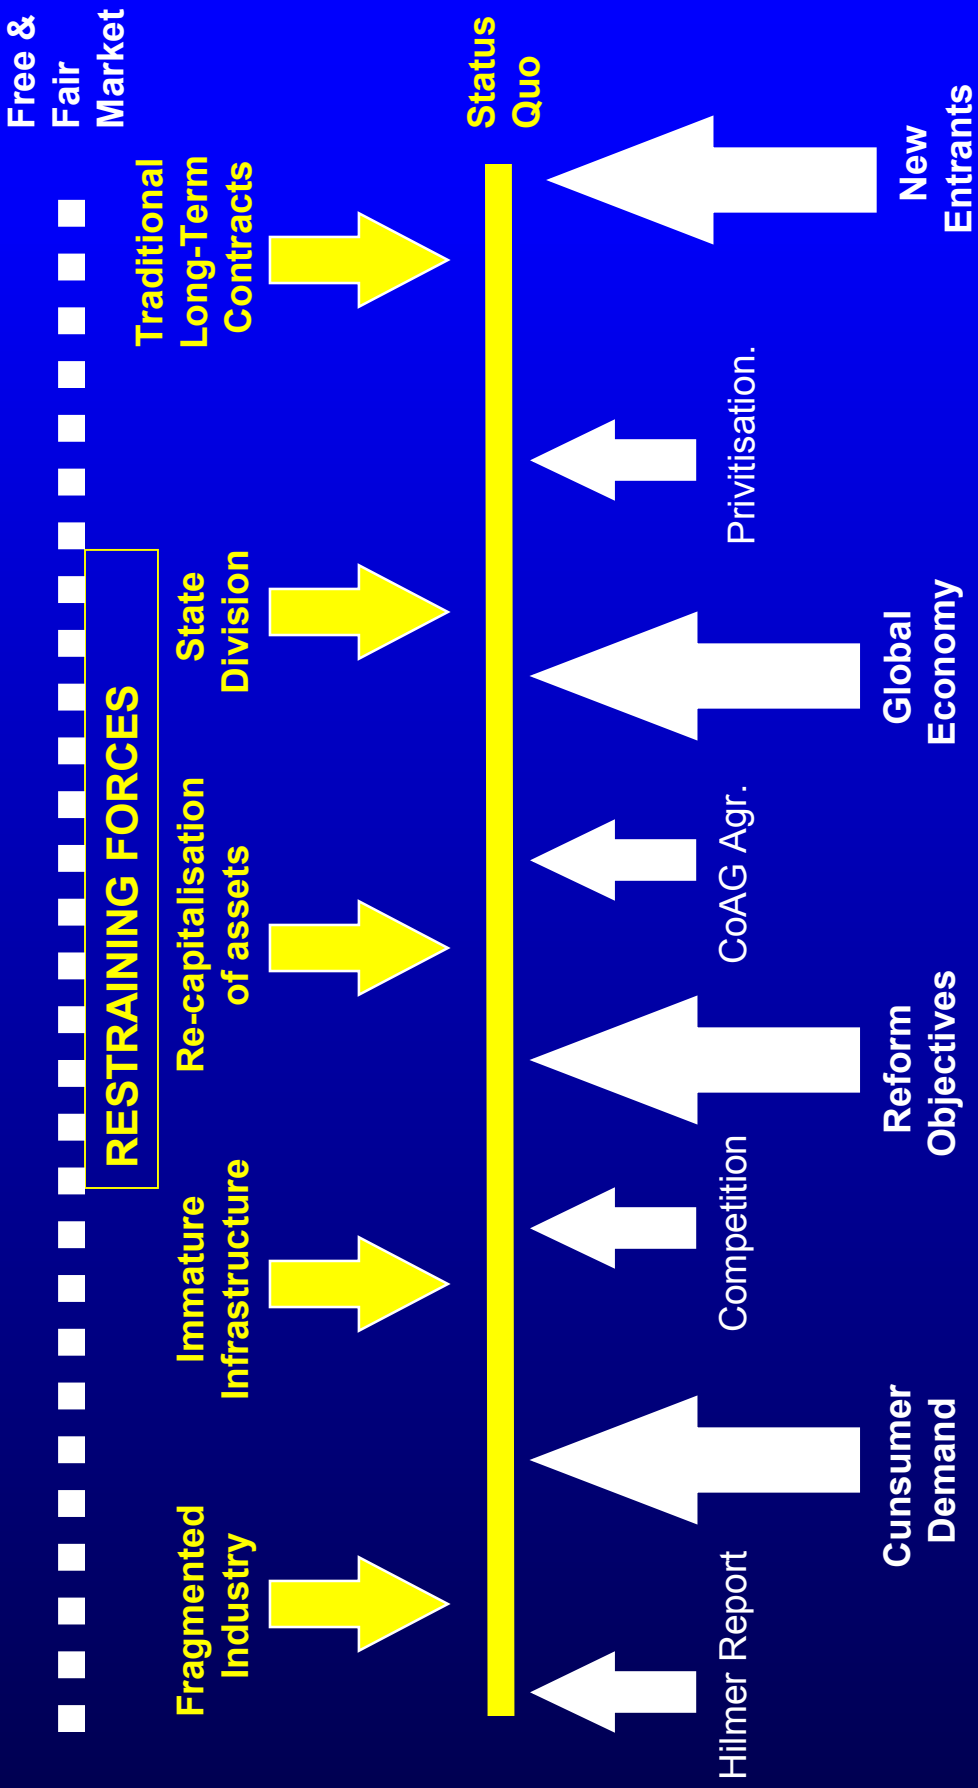 Free &
Fair
Market
RESTRAINING FORCES
Fragmented
Industry
Immature
Infrastructure
Re-capitalisation
of assets
State
Division
Traditional
Long-Term
Contracts
Status
Quo
Hilmer Report
Cunsumer
Demand
Competition
Reform
Objectives
CoAG Agr.
Global
Economy
Privitisation.
New
Entrants